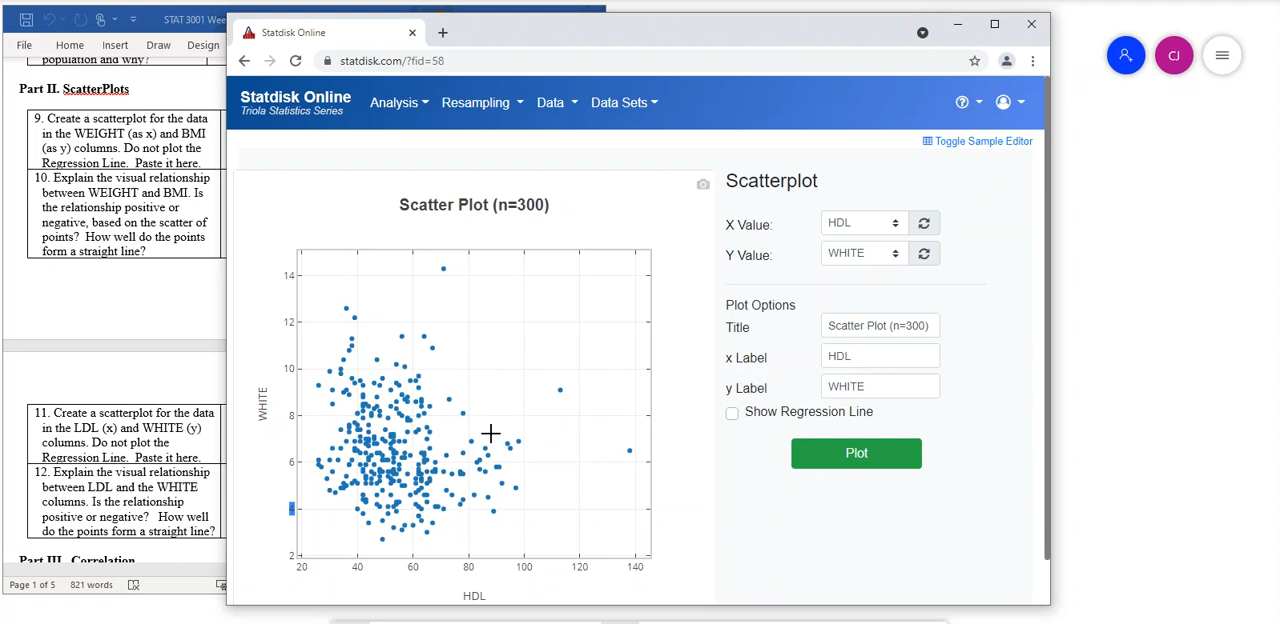 STAT 3001 Wee
File Home Insert Draw Design
population and why?
Part II. ScatterPlots
9. Create a scatterplot for the data
in the WEIGHT (as x) and BMI
(as y) columns. Do not plot the
Regression Line. Paste it here.
10. Explain the visual relationship
between WEIGHT and BMI. Is
the relationship positive or
negative, based on the scatter of
points? How well do the points
form a straight line?
11. Create a scatterplot for the data
in the LDL (x) and WHITE (y)
columns. Do not plot the
Regression Line. Paste it here.
12. Explain the visual relationship
between LDL and the WHITE
columns. Is the relationship
positive or negative? How well
do the points form a straight line?
Part III. Correlation
Page 1 of 5 821 words
Statdisk Online
statdisk.com/?fid=58
Statdisk Online
Triola Statistics Series
Analysis Resampling Data Data Sets
Toggle Sample Editor
Scatter Plot (n=300)
14
12
10
8
6
4
2
WHITE
20 40 60 80 100 120 140
HDL
Scatterplot
X Value: HDL
Y Value: WHITE
Plot Options
Title Scatter Plot (n=300)
x Label HDL
y Label WHITE
Show Regression Line
Plot
CJ